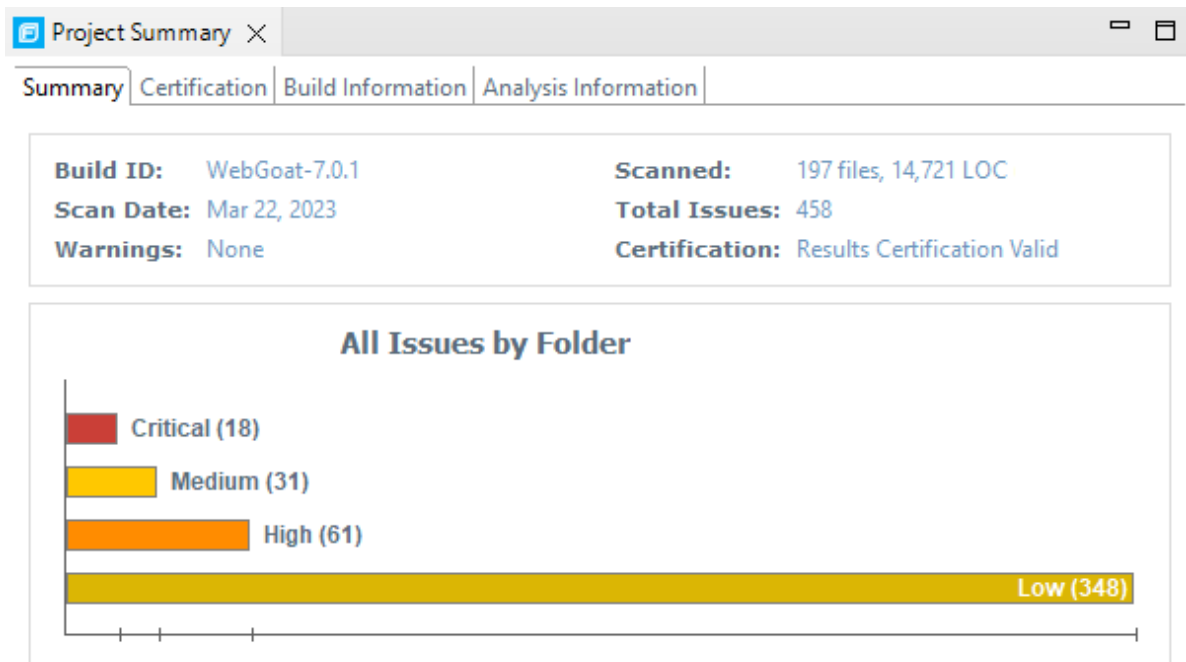 Project Summary
Summary Certification Build Information Analysis Information
Build ID: WebGoat-7.0.1 Scanned: 197 files, 14,721 LOC
Scan Date: Mar 22, 2023 Total Issues: 458
Warnings: None Certification: Results Certification Valid
All Issues by Folder
Critical (18)
Medium (31)
High (61)
Low (348)